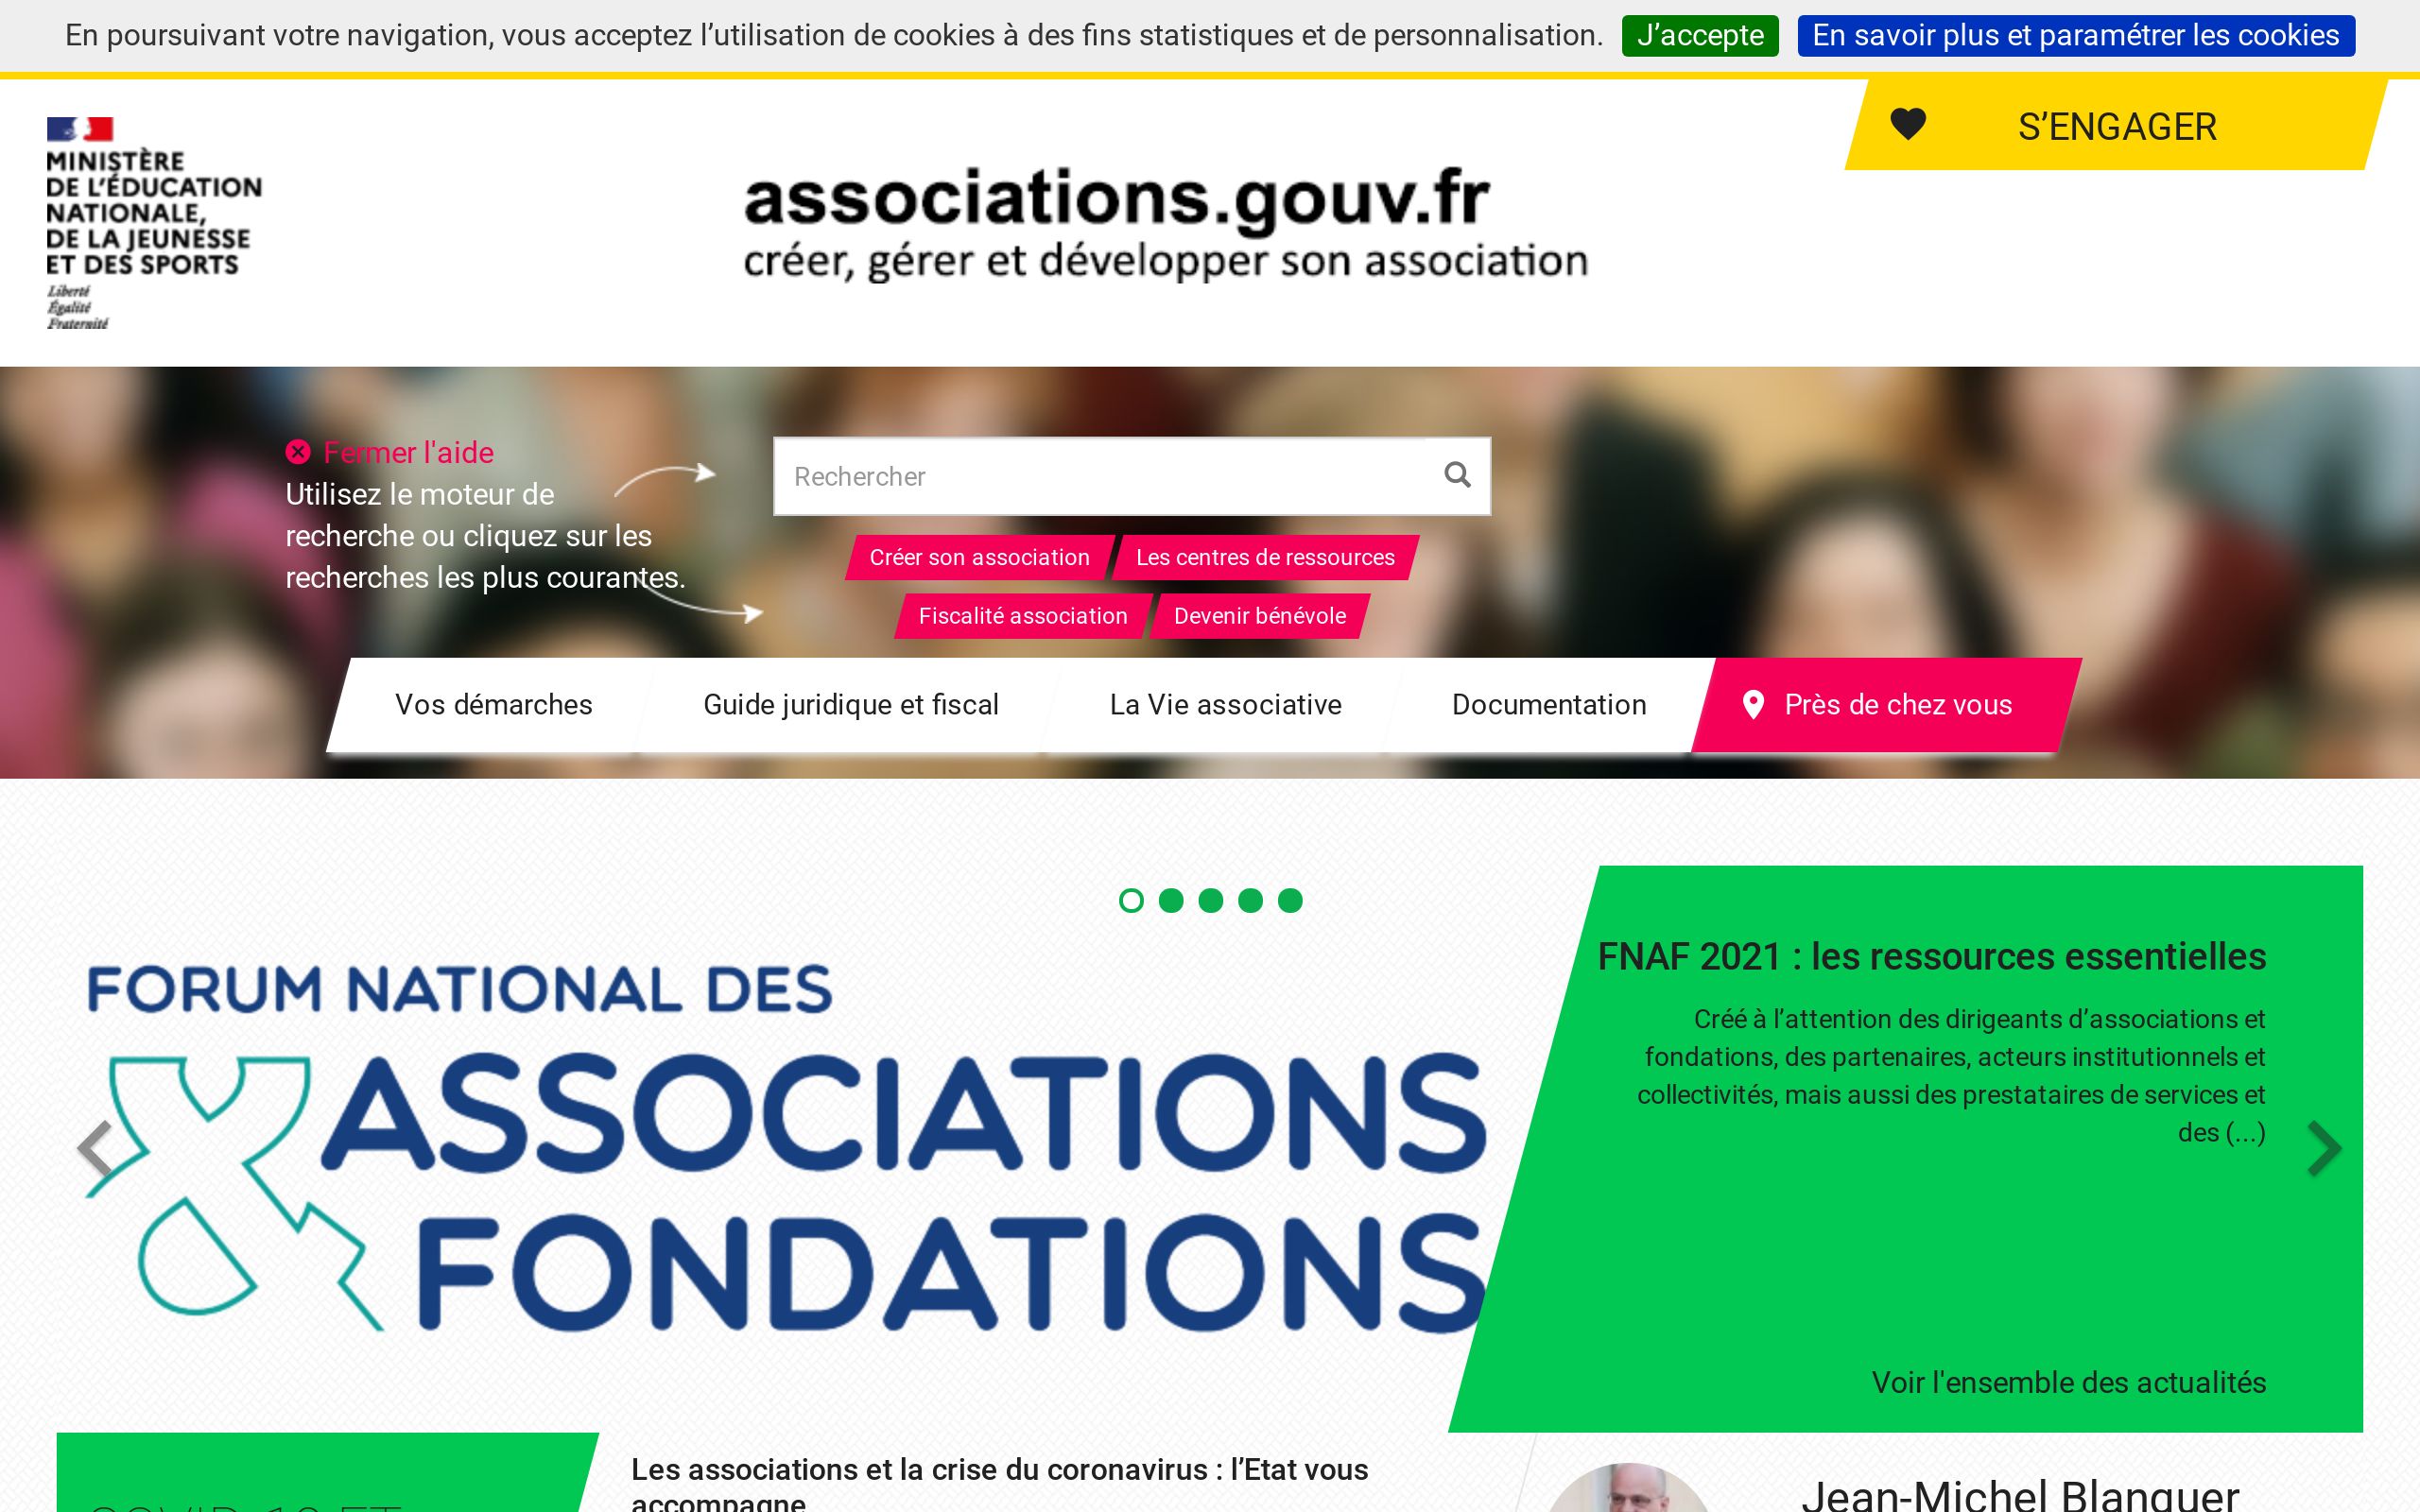 En poursuivant votre navigation, vous acceptez l’utilisation de cookies à des fins statistiques et de personnalisation. J’accepte En savoir plus et paramétrer les cookies
S’ENGAGER
MINISTÈRE
DE L’ÉDUCATION
NATIONALE,
DE LA JEUNESSE
ET DES SPORTS
Liberté
Égalité
Fraternité
associations.gouv.fr
créer, gérer et développer son association
Fermer l'aide
Utilisez le moteur de
recherche ou cliquez sur les
recherches les plus courantes.
Rechercher
Créer son association Les centres de ressources
Fiscalité association Devenir bénévole
Vos démarches Guide juridique et fiscal La Vie associative Documentation Près de chez vous
FORUM NATIONAL DES
ASSOCIATIONS
& FONDATIONS
FNAF 2021 : les ressources essentielles
Créé à l’attention des dirigeants d’associations et
fondations, des partenaires, acteurs institutionnels et
collectivités, mais aussi des prestataires de services et
des (...)
Voir l'ensemble des actualités
COVID-19 ET
Les associations et la crise du coronavirus : l’Etat vous
accompagne
Jean-Michel Blanquer